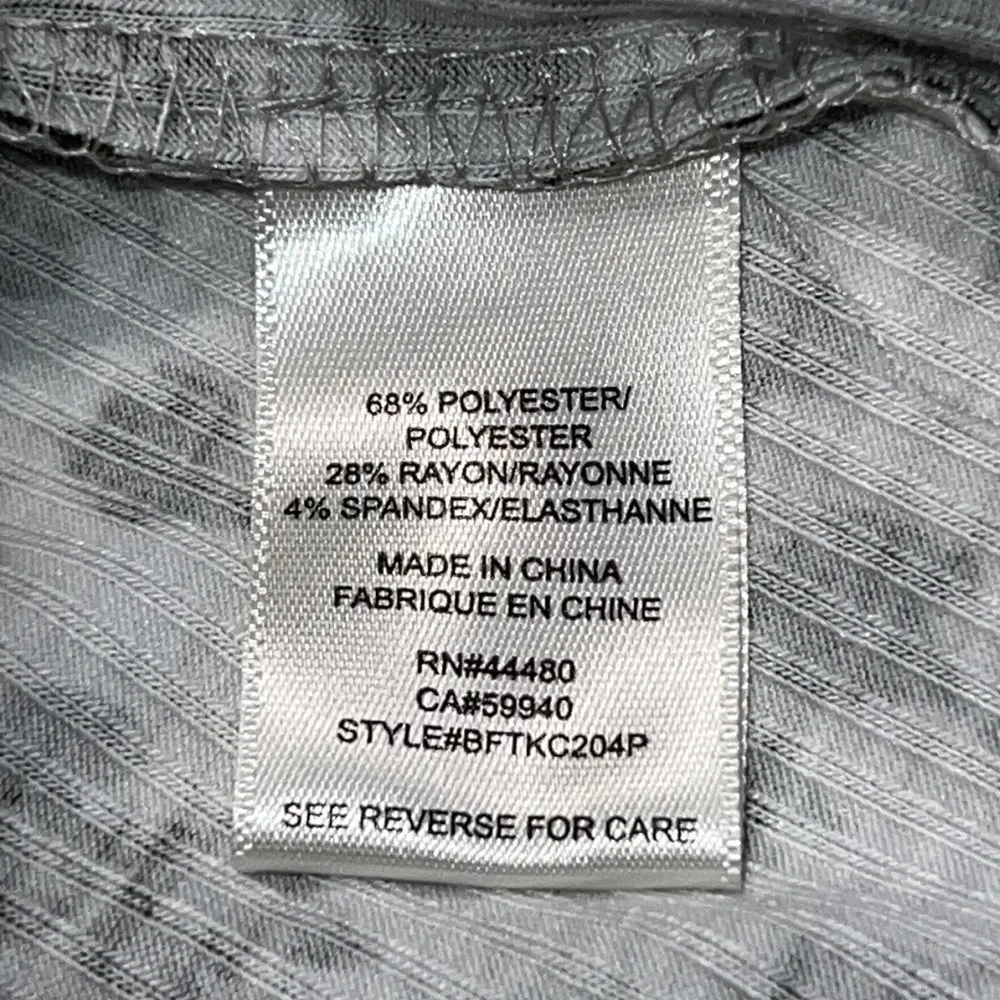 68% POLYESTER/
POLYESTER
28% RAYON/RAYONNE
4% SPANDEX/ELASTHANNE
MADE IN CHINA
FABRIQUE EN CHINE
RN#44480
CA#59940
STYLE#BFTKC204P
SEE REVERSE FOR CARE